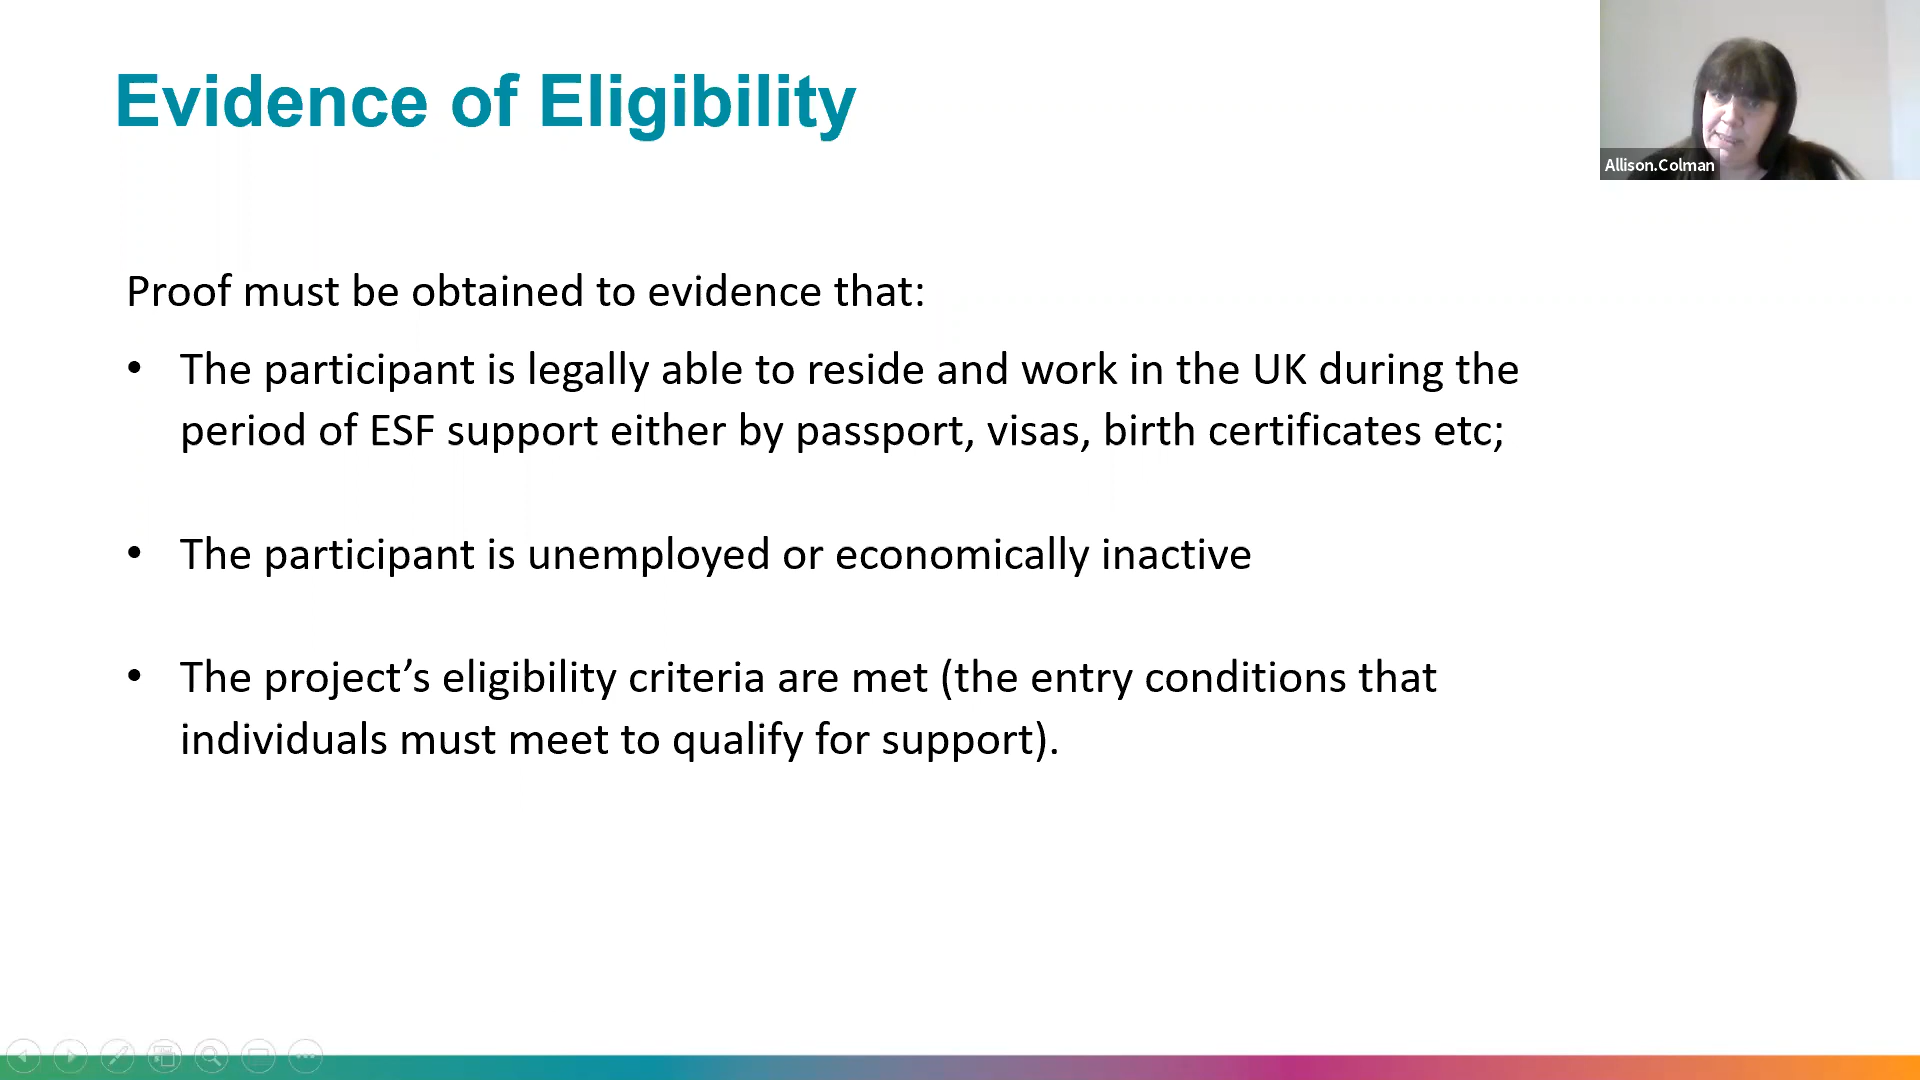 Evidence of Eligibility
Allison.Colman
Proof must be obtained to evidence that:
• The participant is legally able to reside and work in the UK during the
period of ESF support either by passport, visas, birth certificates etc;
• The participant is unemployed or economically inactive
• The project’s eligibility criteria are met (the entry conditions that
individuals must meet to qualify for support).